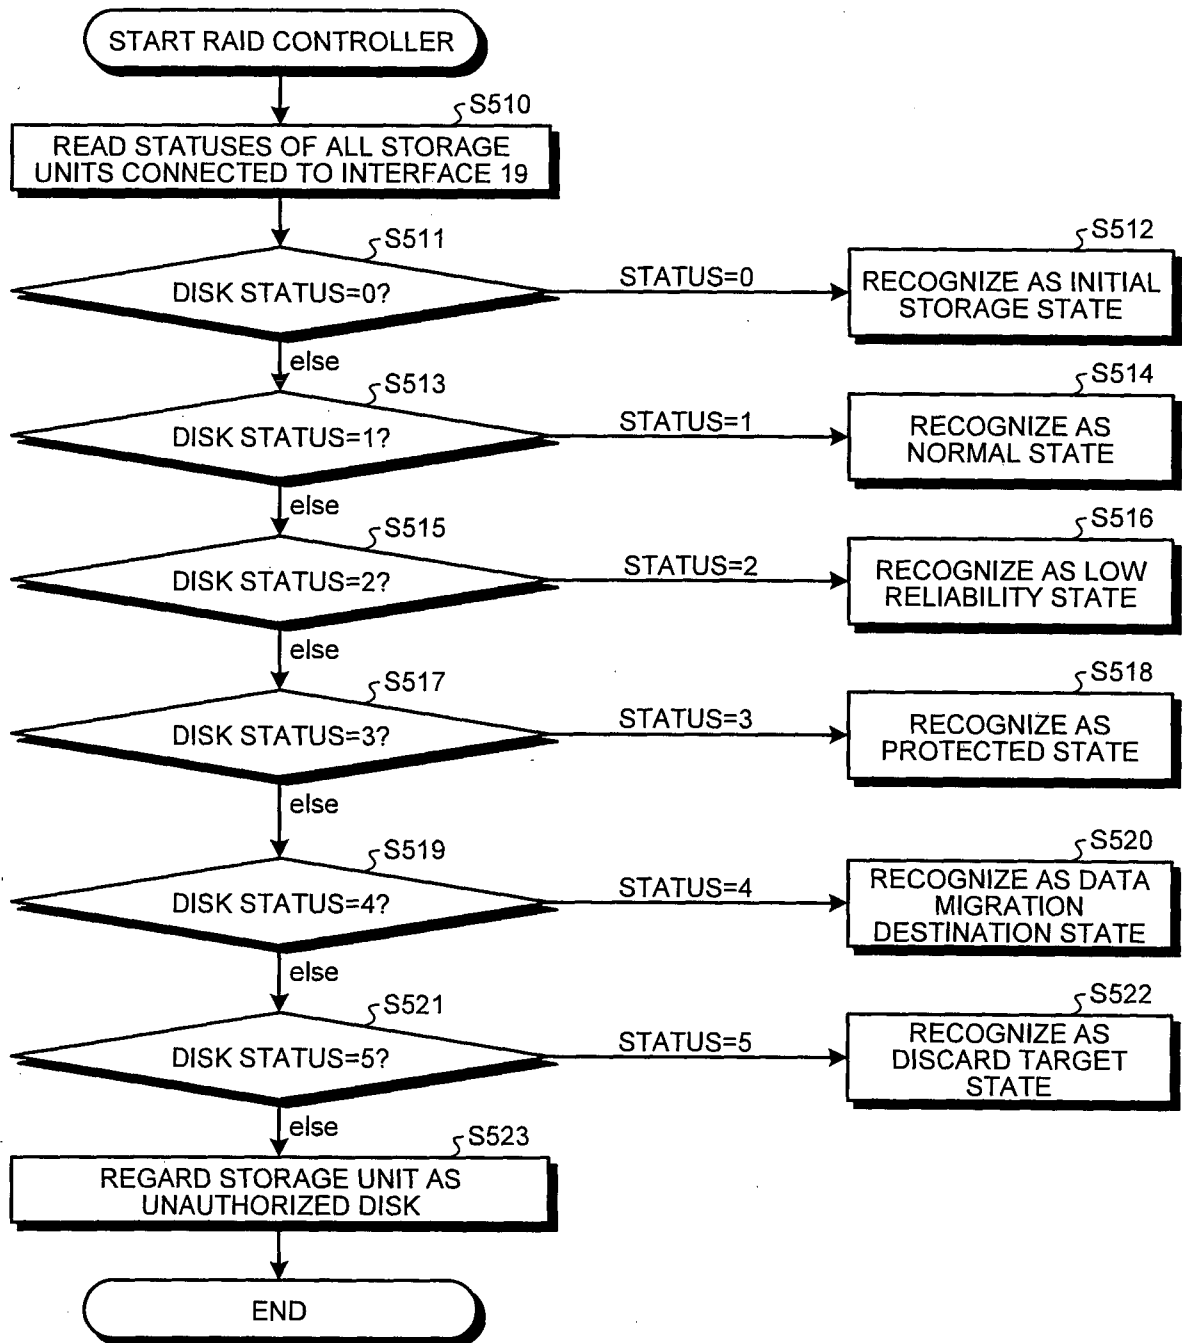 START RAID CONTROLLER
S510
READ STATUSES OF ALL STORAGE
UNITS CONNECTED TO INTERFACE 19
S511
DISK STATUS=0?
STATUS=0
S512
RECOGNIZE AS INITIAL
STORAGE STATE
else
S513
DISK STATUS=1?
STATUS=1
S514
RECOGNIZE AS
NORMAL STATE
else
S515
DISK STATUS=2?
STATUS=2
S516
RECOGNIZE AS LOW
RELIABILITY STATE
else
S517
DISK STATUS=3?
STATUS=3
S518
RECOGNIZE AS
PROTECTED STATE
else
S519
DISK STATUS=4?
STATUS=4
S520
RECOGNIZE AS DATA
MIGRATION
DESTINATION STATE
else
S521
DISK STATUS=5?
STATUS=5
S522
RECOGNIZE AS
DISCARD TARGET
STATE
else
S523
REGARD STORAGE UNIT AS
UNAUTHORIZED DISK
END